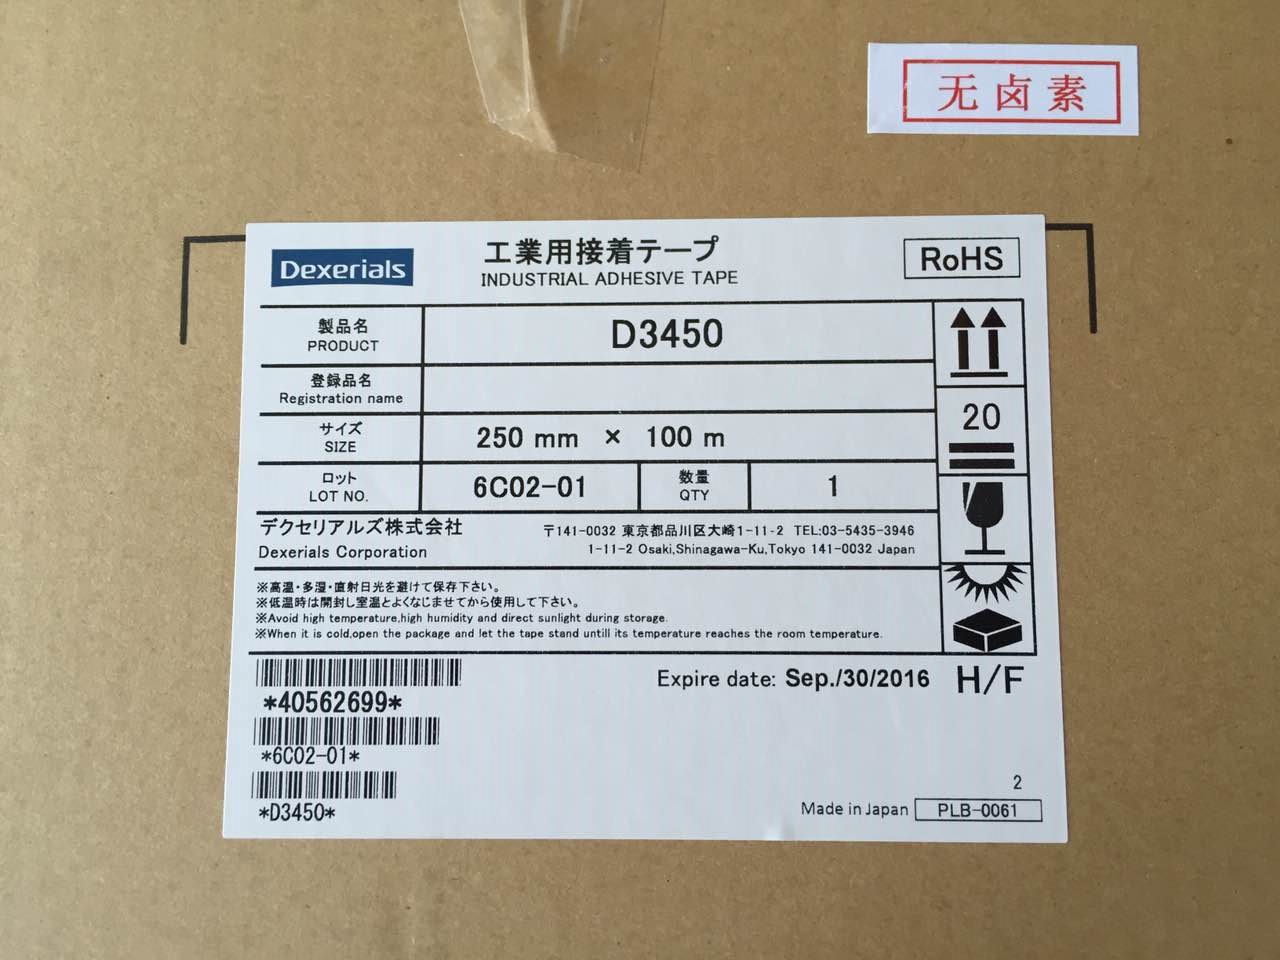 无卤素
Dexerials
工業用接着テープ
INDUSTRIAL ADHESIVE TAPE
RoHS
製品名
PRODUCT
D3450
登録品名
Registration name
サイズ
SIZE
250 mm × 100 m
20
ロット
LOT NO.
6C02-01
数量
QTY
1
デクセリアルズ株式会社
Dexerials Corporation
〒141-0032 東京都品川区大崎1-11-2 TEL:03-5435-3946
1-11-2 Osaki,Shinagawa-Ku,Tokyo 141-0032 Japan
※高温・多湿・直射日光を避けて保存下さい。
※低温時は開封し室温とよくなじませてから使用して下さい。
※Avoid high temperature,high humidity and direct sunlight during storage.
※When it is cold,open the package and let the tape stand untill its temperature reaches the room temperature.
Expire date: Sep./30/2016 H/F
*40562699*
*6C02-01*
*D3450*
2
Made in Japan PLB-0061